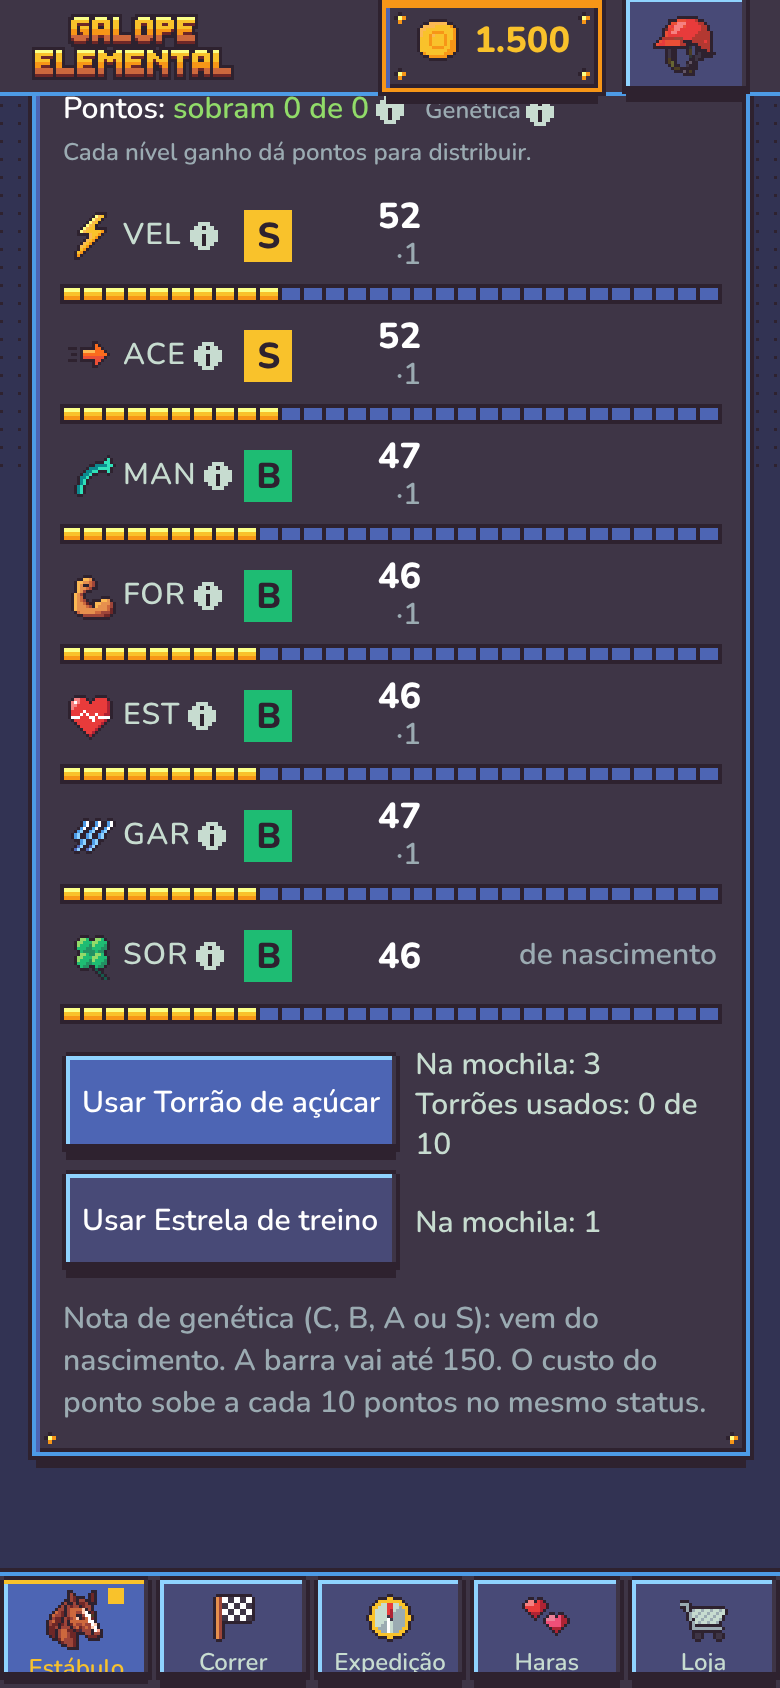 GALOPE
ELEMENTAL
1.500
Pontos: sobram 0 de 0 i Genética i
Cada nível ganho dá pontos para distribuir.
VEL i S 52
·1
ACE i S 52
·1
MAN i B 47
·1
FOR i B 46
·1
EST i B 46
·1
GAR i B 47
·1
SOR i B 46 de nascimento
Usar Torrão de açúcar
Na mochila: 3
Torrões usados: 0 de
10
Usar Estrela de treino
Na mochila: 1
Nota de genética (C, B, A ou S): vem do
nascimento. A barra vai até 150. O custo do
ponto sobe a cada 10 pontos no mesmo status.
Estábulo
Correr
Expedição
Haras
Loja